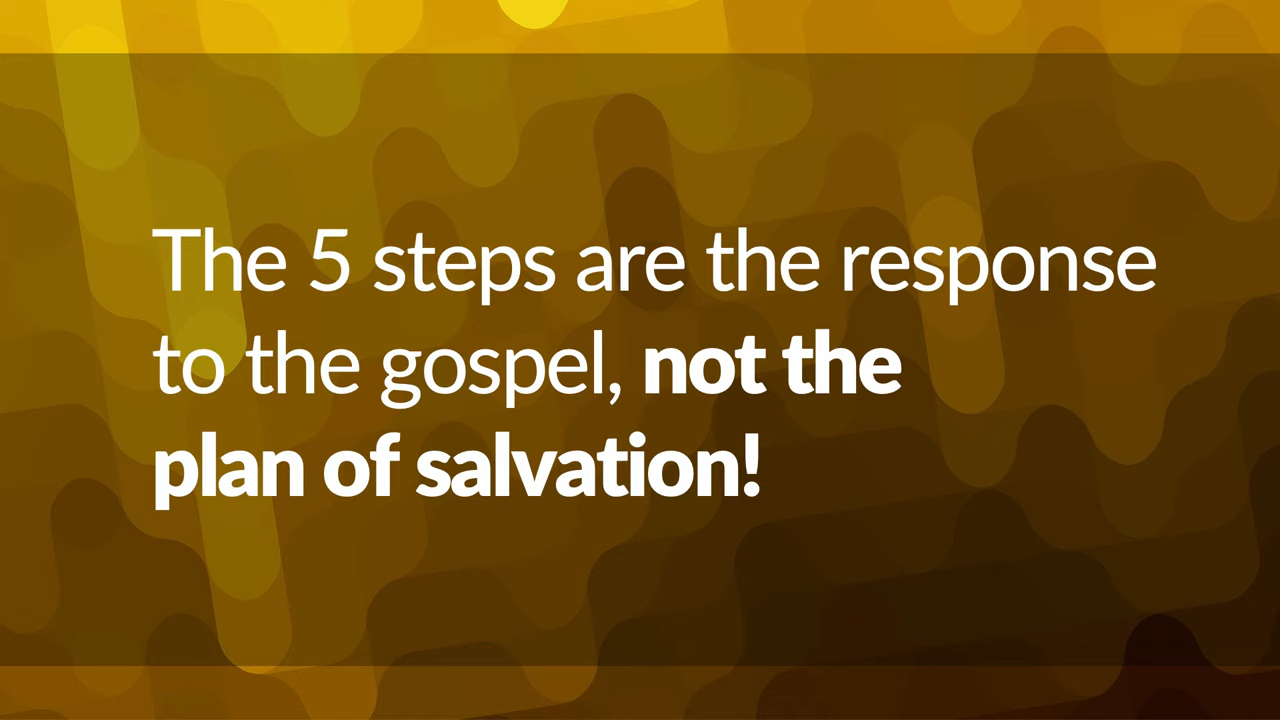 The 5 steps are the response
to the gospel, not the
plan of salvation!